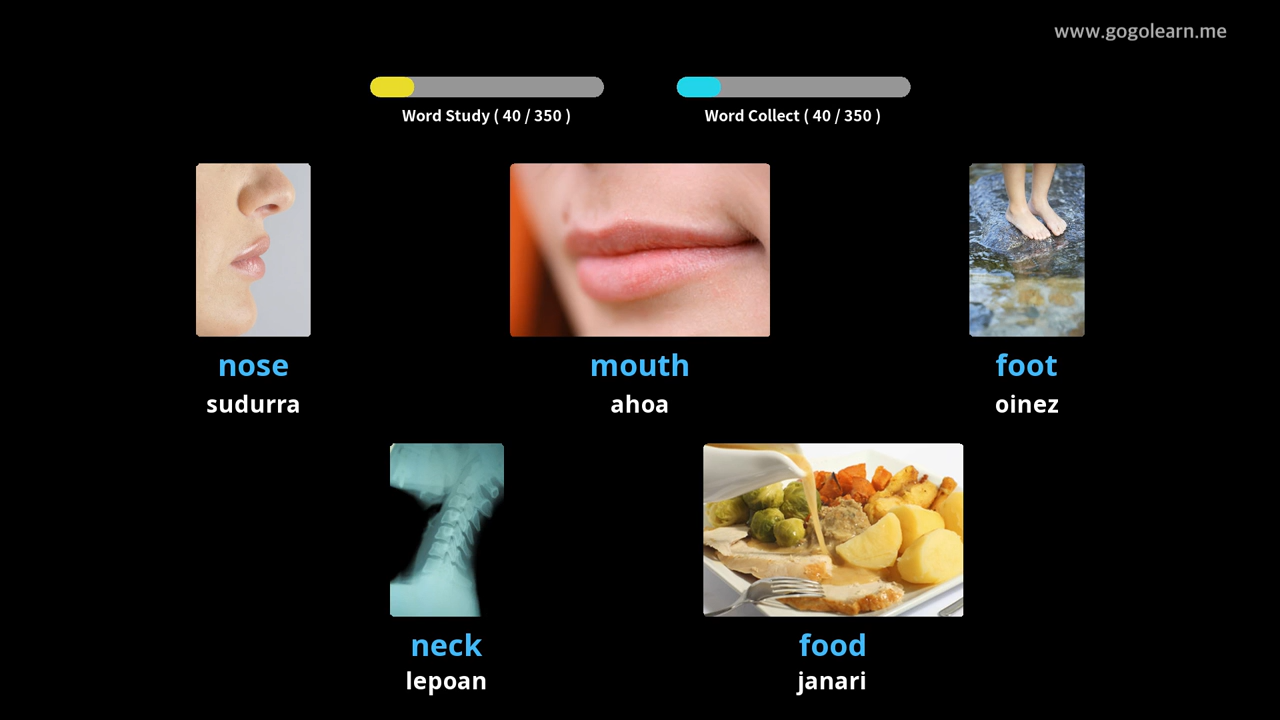 www.gogolearn.me
Word Study ( 40 / 350 )
Word Collect ( 40 / 350 )
nose
sudurra
mouth
ahoa
foot
oinez
neck
lepoan
food
janari